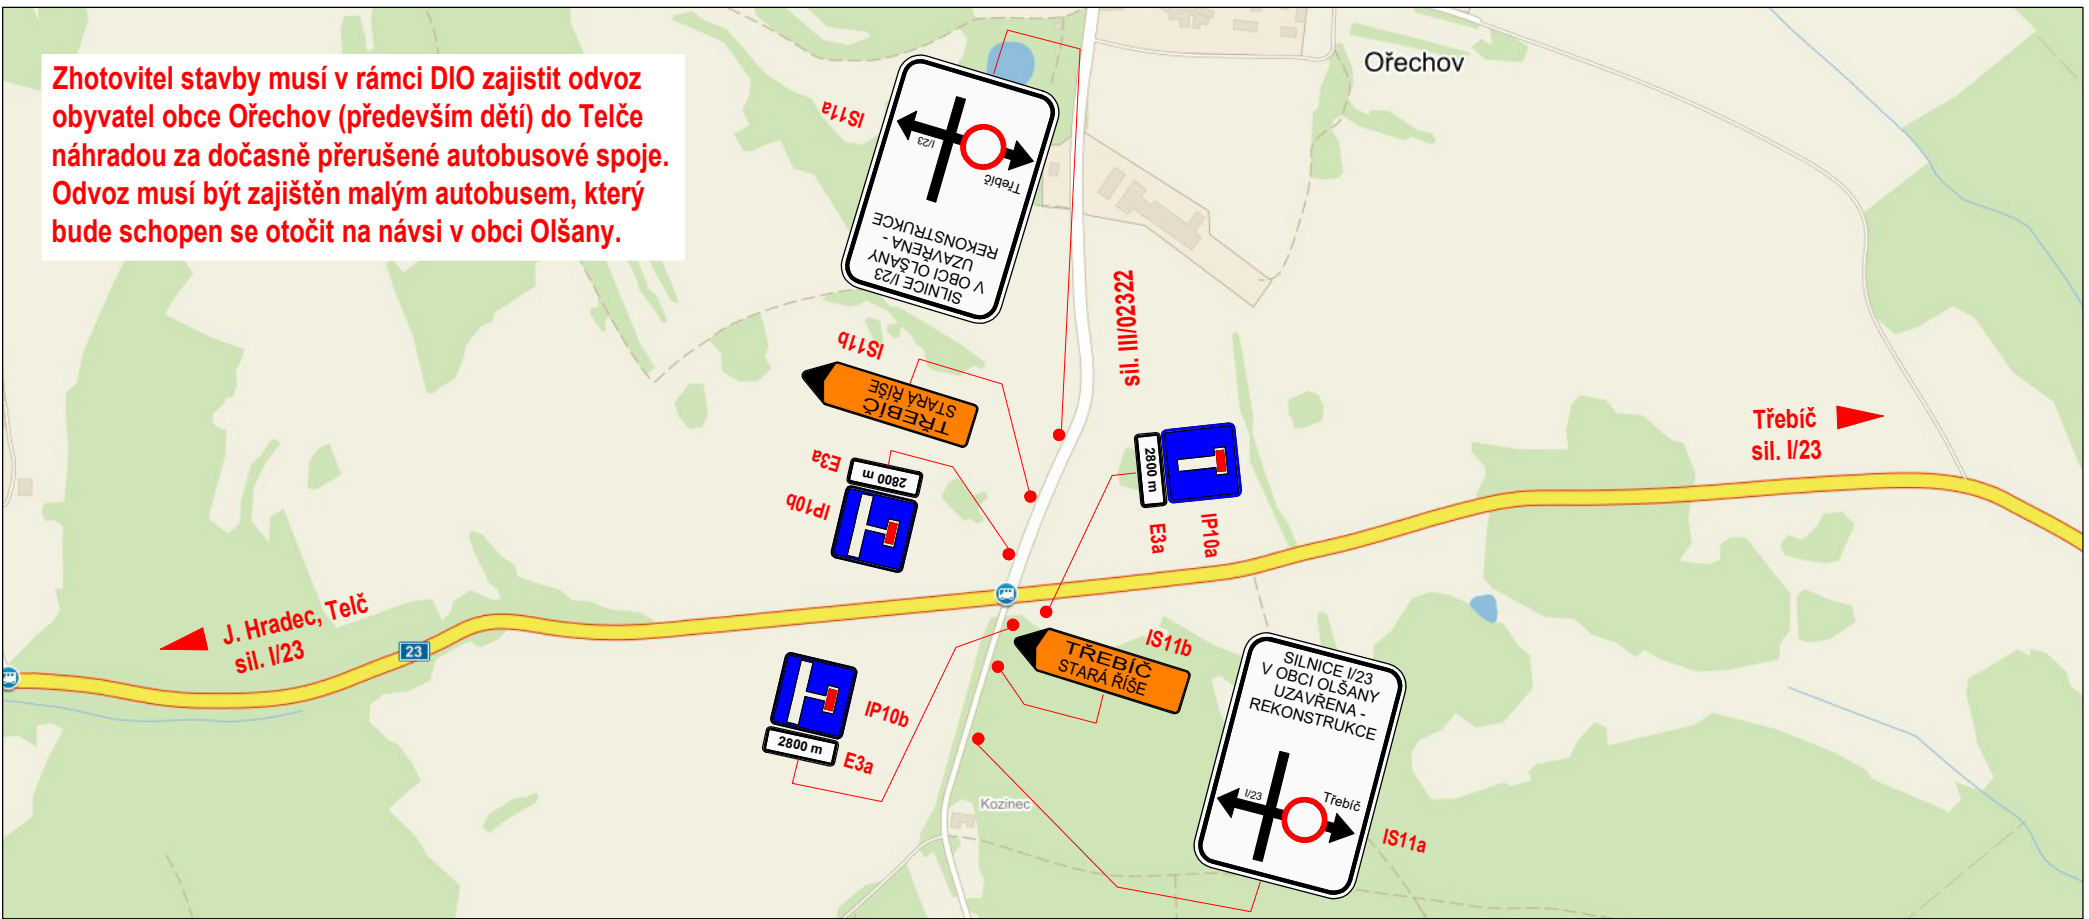 Zhotovitel stavby musí v rámci DIO zajistit odvoz
obyvatel obce Ořechov (především dětí) do Telče
náhradou za dočasně přerušené autobusové spoje.
Odvoz musí být zajištěn malým autobusem, který
bude schopen se otočit na návsi v obci Olšany.
Ořechov
IS11a
SILNICE I/23
V OBCI OLŠANY
UZAVŘENA -
REKONSTRUKCE
Třebíč
I/23
sil. III/02322
IS11b
TŘEBÍČ
STARÁ ŘÍŠE
E3a
2800 m
IP10b
2800 m
E3a
IP10a
Třebíč
sil. I/23
J. Hradec, Telč
sil. I/23
23
IS11b
TŘEBÍČ
STARÁ ŘÍŠE
IP10b
2800 m
E3a
Kozinec
SILNICE I/23
V OBCI OLŠANY
UZAVŘENA -
REKONSTRUKCE
I/23
Třebíč
IS11a